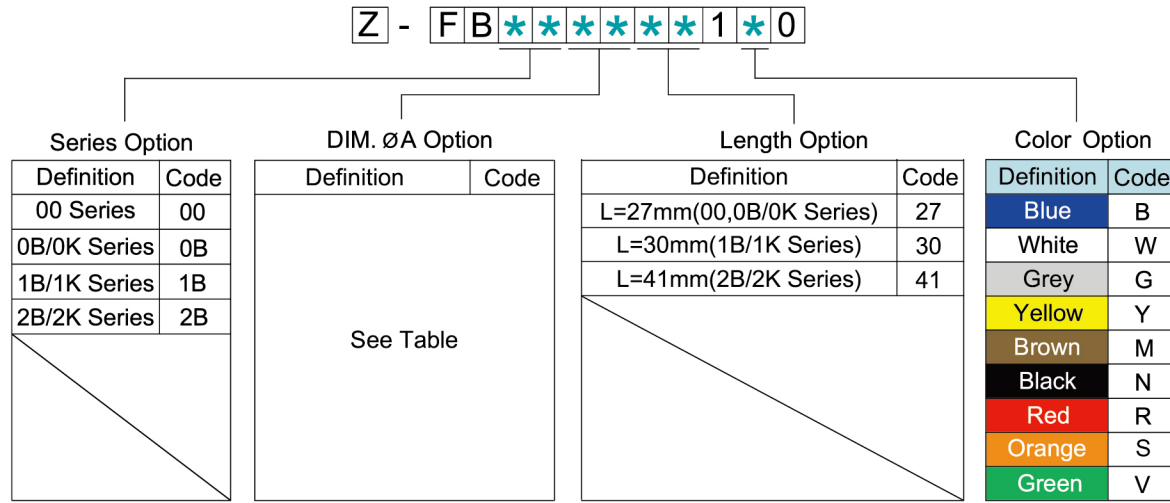 Z - FB******1*0
Series Option
Definition Code
00 Series 00
0B/0K Series 0B
1B/1K Series 1B
2B/2K Series 2B
DIM. ØA Option
Definition Code
See Table
Length Option
Definition Code
L=27mm(00,0B/0K Series) 27
L=30mm(1B/1K Series) 30
L=41mm(2B/2K Series) 41
Color Option
Definition Code
Blue B
White W
Grey G
Yellow Y
Brown M
Black N
Red R
Orange S
Green V